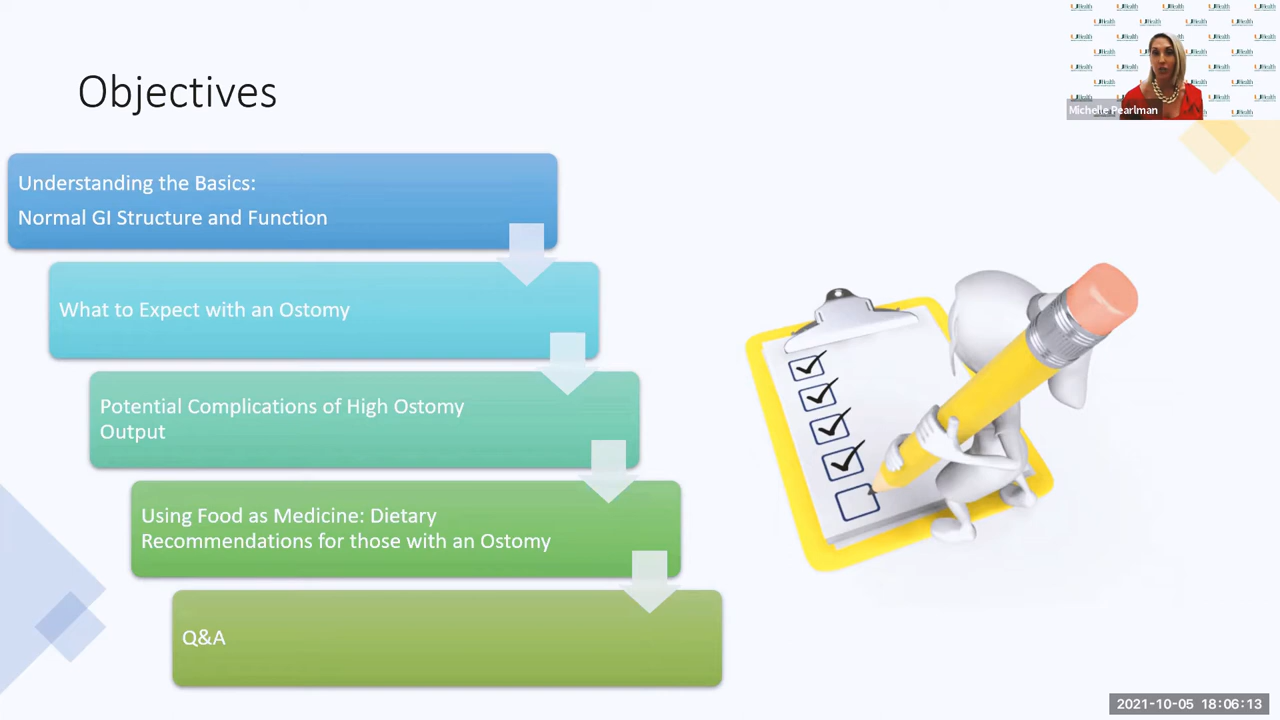 Objectives
Understanding the Basics:
Normal GI Structure and Function
What to Expect with an Ostomy
Potential Complications of High Ostomy
Output
Using Food as Medicine: Dietary
Recommendations for those with an Ostomy
Q&A
Michelle Pearlman
2021-10-05 18:06:13